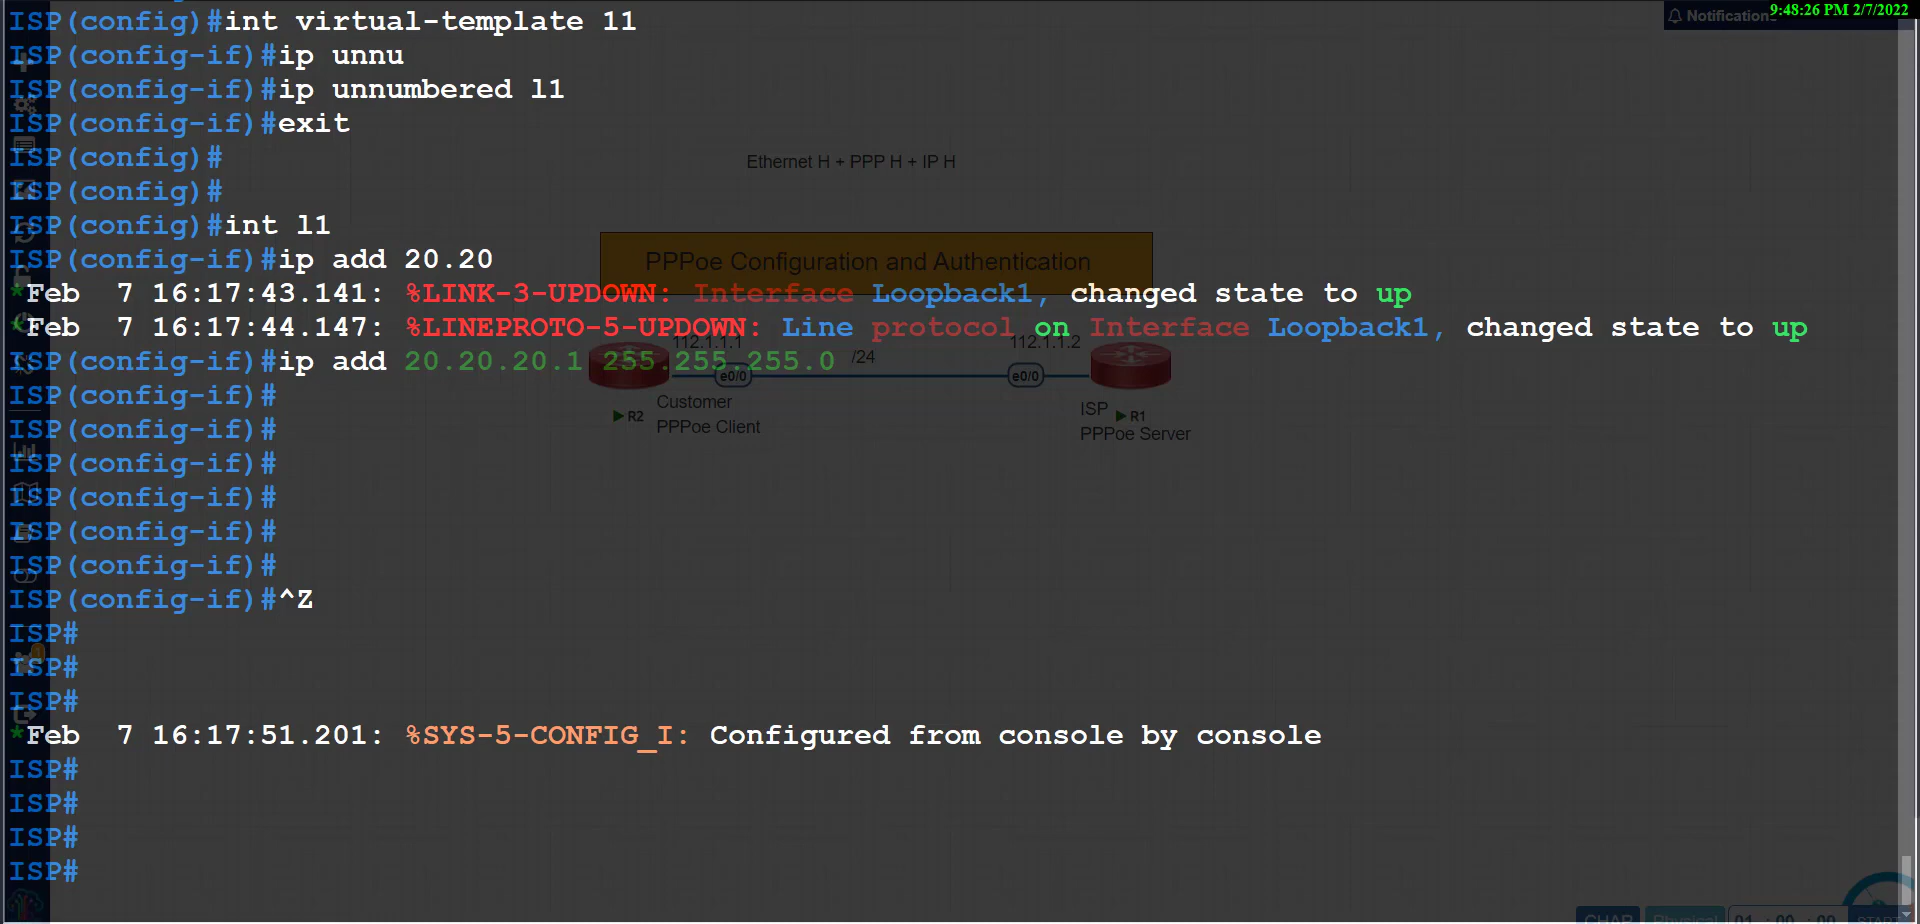 ISP(config)#int virtual-template 11
Notification
9:48:26 PM 2/7/2022
ISP(config-if)#ip unnu
ISP(config-if)#ip unnumbered l1
ISP(config-if)#exit
ISP(config)#
Ethernet H + PPP H + IP H
ISP(config)#
ISP(config)#int l1
ISP(config-if)#ip add 20.20
PPPoe Configuration and Authentication
*Feb  7 16:17:43.141: %LINK-3-UPDOWN: Interface Loopback1, changed state to up
*Feb  7 16:17:44.147: %LINEPROTO-5-UPDOWN: Line protocol on Interface Loopback1, changed state to up
112.1.1.1
112.1.1.2
ISP(config-if)#ip add 20.20.20.1 255.255.255.0
/24
e0/0
e0/0
ISP(config-if)#
Customer
R2
PPPoe Client
ISP
R1
PPPoe Server
ISP(config-if)#
ISP(config-if)#
ISP(config-if)#
ISP(config-if)#
ISP(config-if)#
ISP(config-if)#^Z
ISP#
ISP#
1
ISP#
*Feb  7 16:17:51.201: %SYS-5-CONFIG_I: Configured from console by console
ISP#
ISP#
ISP#
ISP#
CHAR
Physical
START